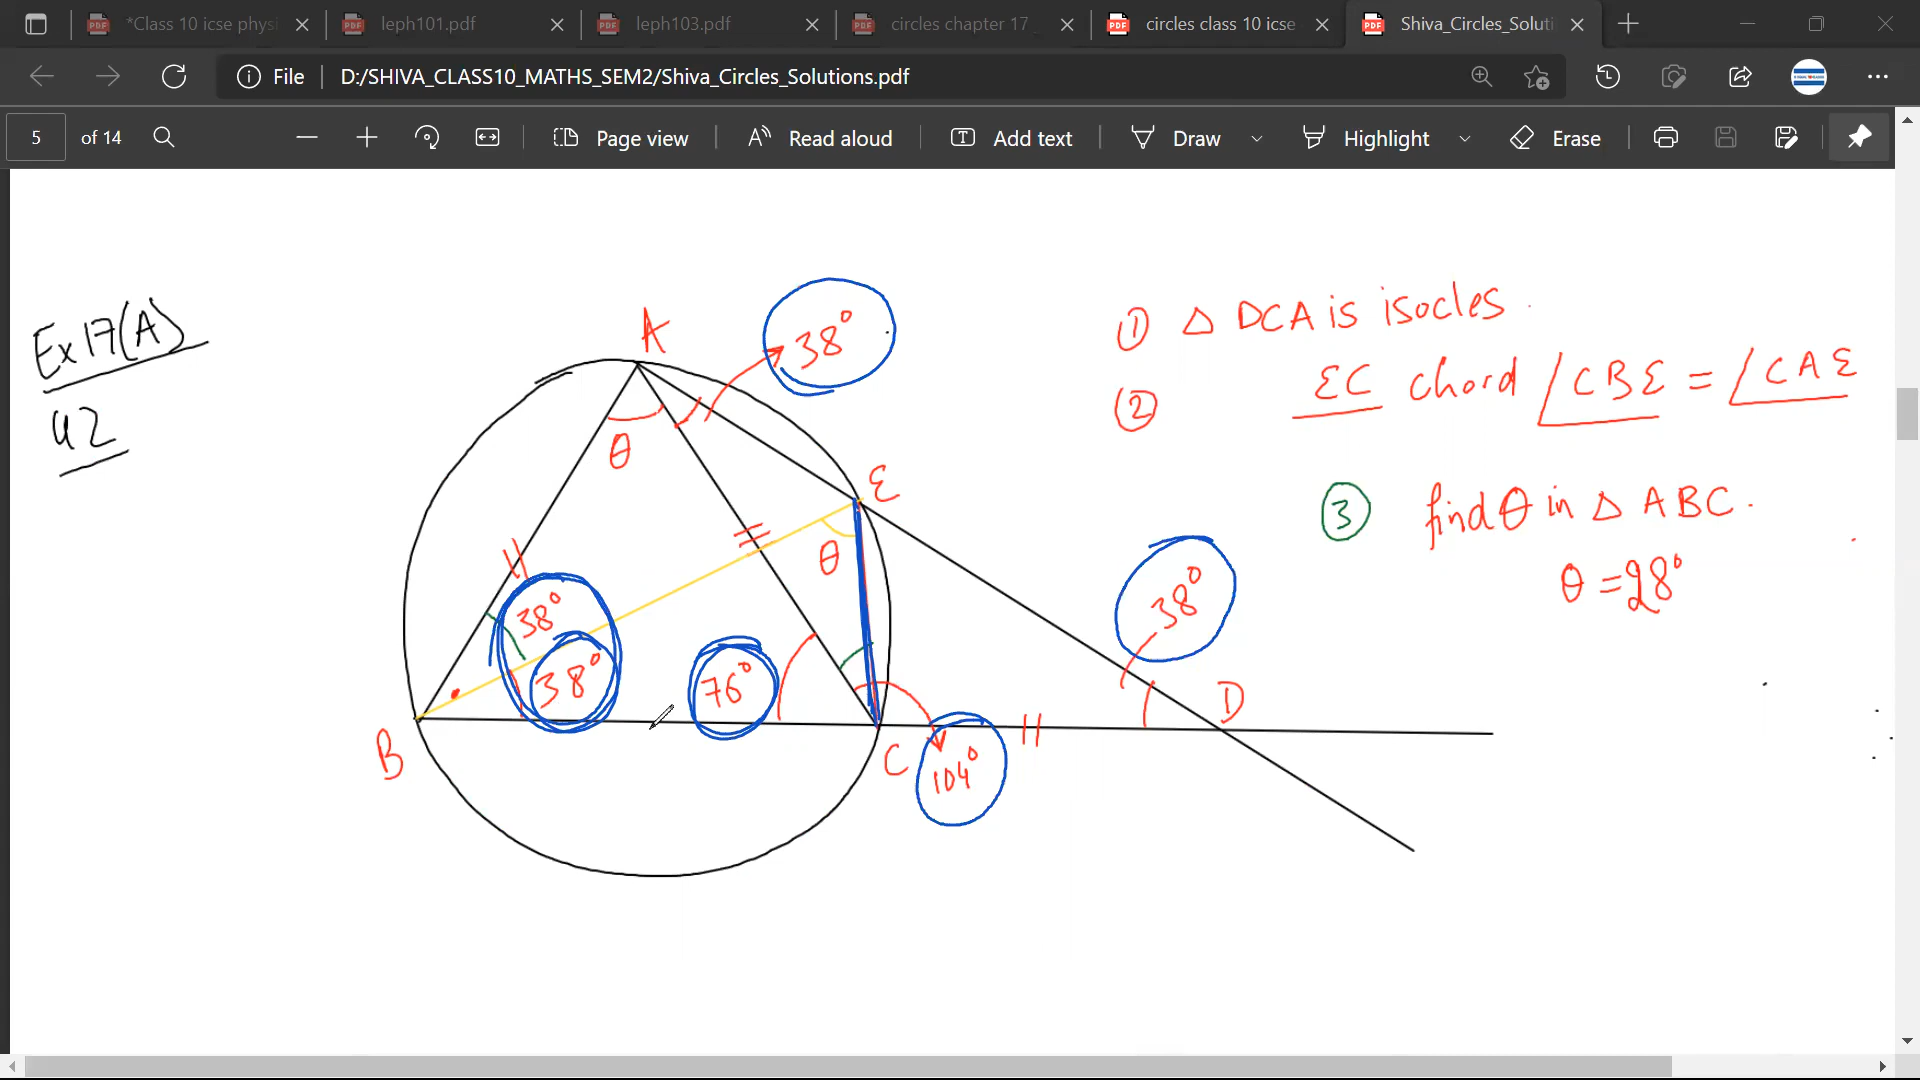 *Class 10 icse physi
leph101.pdf
leph103.pdf
circles chapter 17
circles class 10 icse
Shiva_Circles_Soluti
File
D:/SHIVA_CLASS10_MATHS_SEM2/Shiva_Circles_Solutions.pdf
5 of 14
Page view
Read aloud
Add text
Draw
Highlight
Erase
Ex 17(A)
42
A
38°
θ
E
θ
38°
38°
76°
B
C
104°
38°
D
① △ DCA is isocles.
② EC chord ∠CBE = ∠CAE
③ find θ in △ ABC.
θ = 28°